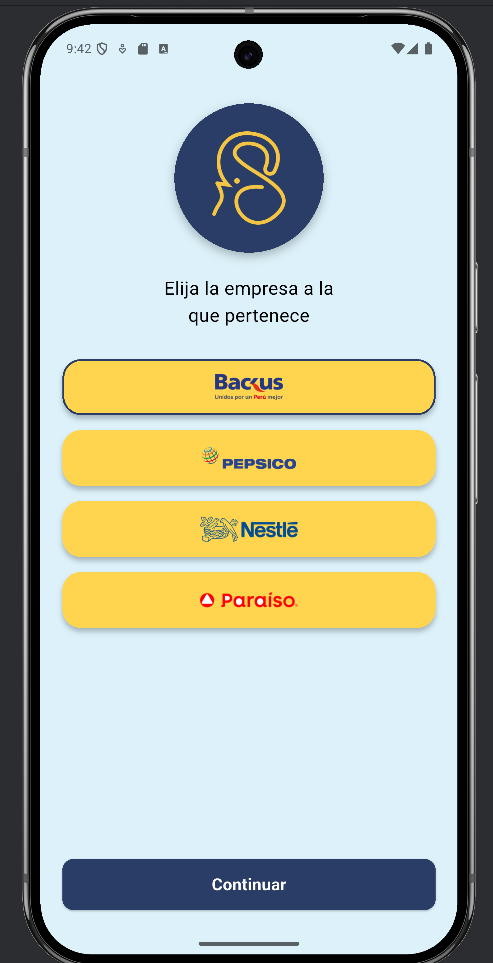 9:42
Elija la empresa a la
que pertenece
Backus
Unidos por un Perú mejor
PEPSICO
Nestlé
Paraíso
Continuar